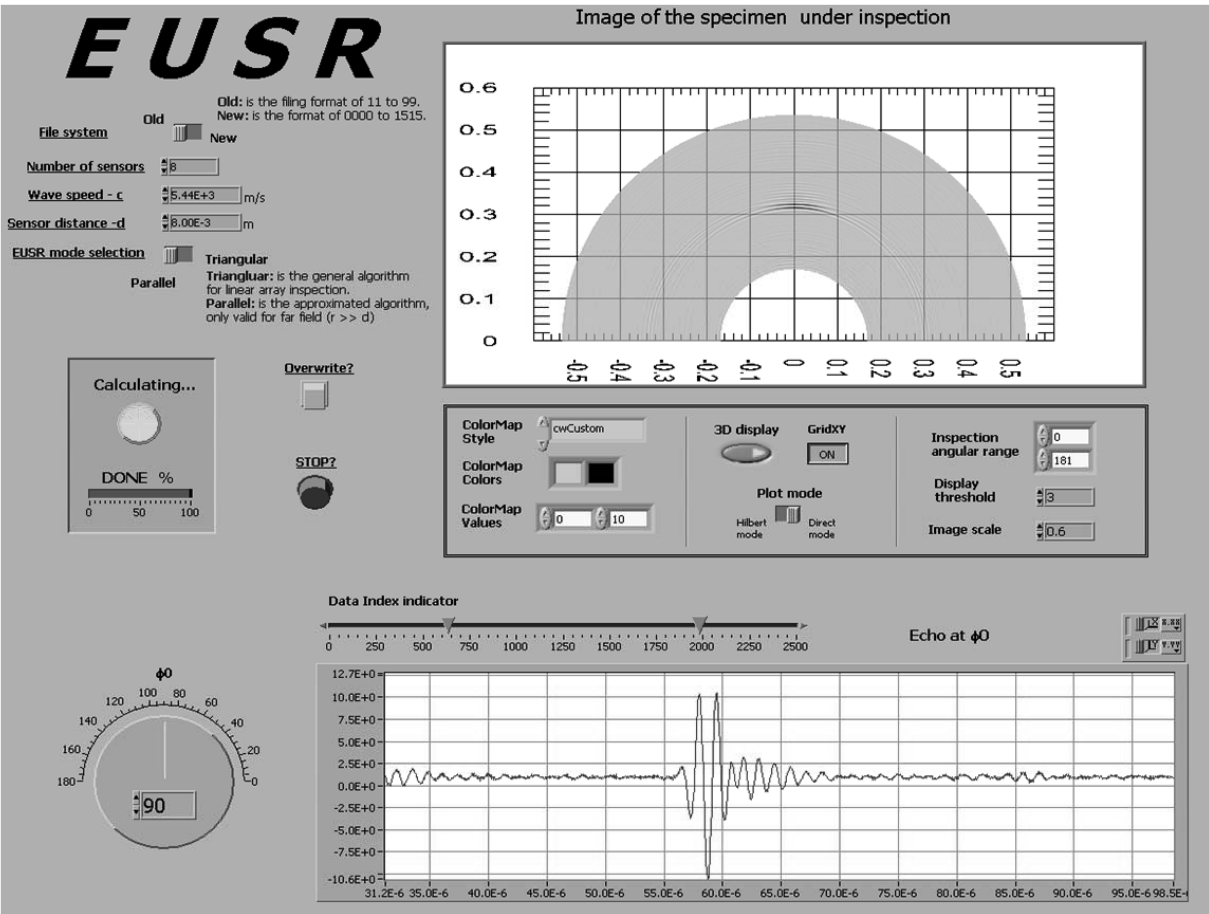 EUSR
Old: is the filing format of 11 to 99.
New: is the format of 0000 to 1515.
File system
Old
New
Number of sensors
8
Wave speed - c
5.44E+3
m/s
Sensor distance -d
8.00E-3
m
EUSR mode selection
Triangular
Parallel
Triangluar: is the general algorithm
for linear array inspection.
Parallel: is the approximated algorithm,
only valid for far field (r >> d)
Calculating...
DONE %
0 50 100
Overwrite?
STOP?
Image of the specimen under inspection
0.6
0.5
0.4
0.3
0.2
0.1
0
-0.5 -0.4 -0.3 -0.2 -0.1 0 0.1 0.2 0.3 0.4 0.5
ColorMap
Style
cwCustom
ColorMap
Colors
ColorMap
Values
0 10
3D display
GridXY
ON
Plot mode
Hilbert
mode
Direct
mode
Inspection
angular range
0
181
Display
threshold
3
Image scale
0.6
Data Index indicator
0 250 500 750 1000 1250 1500 1750 2000 2250 2500
Echo at ϕ0
X X.XX
Y Y.YY
ϕ0
180 160 140 120 100 80 60 40 20 0
90
12.7E+0
10.0E+0
7.5E+0
5.0E+0
2.5E+0
0.0E+0
-2.5E+0
-5.0E+0
-7.5E+0
-10.6E+0
31.2E-6 35.0E-6 40.0E-6 45.0E-6 50.0E-6 55.0E-6 60.0E-6 65.0E-6 70.0E-6 75.0E-6 80.0E-6 85.0E-6 90.0E-6 95.0E-6 98.5E-